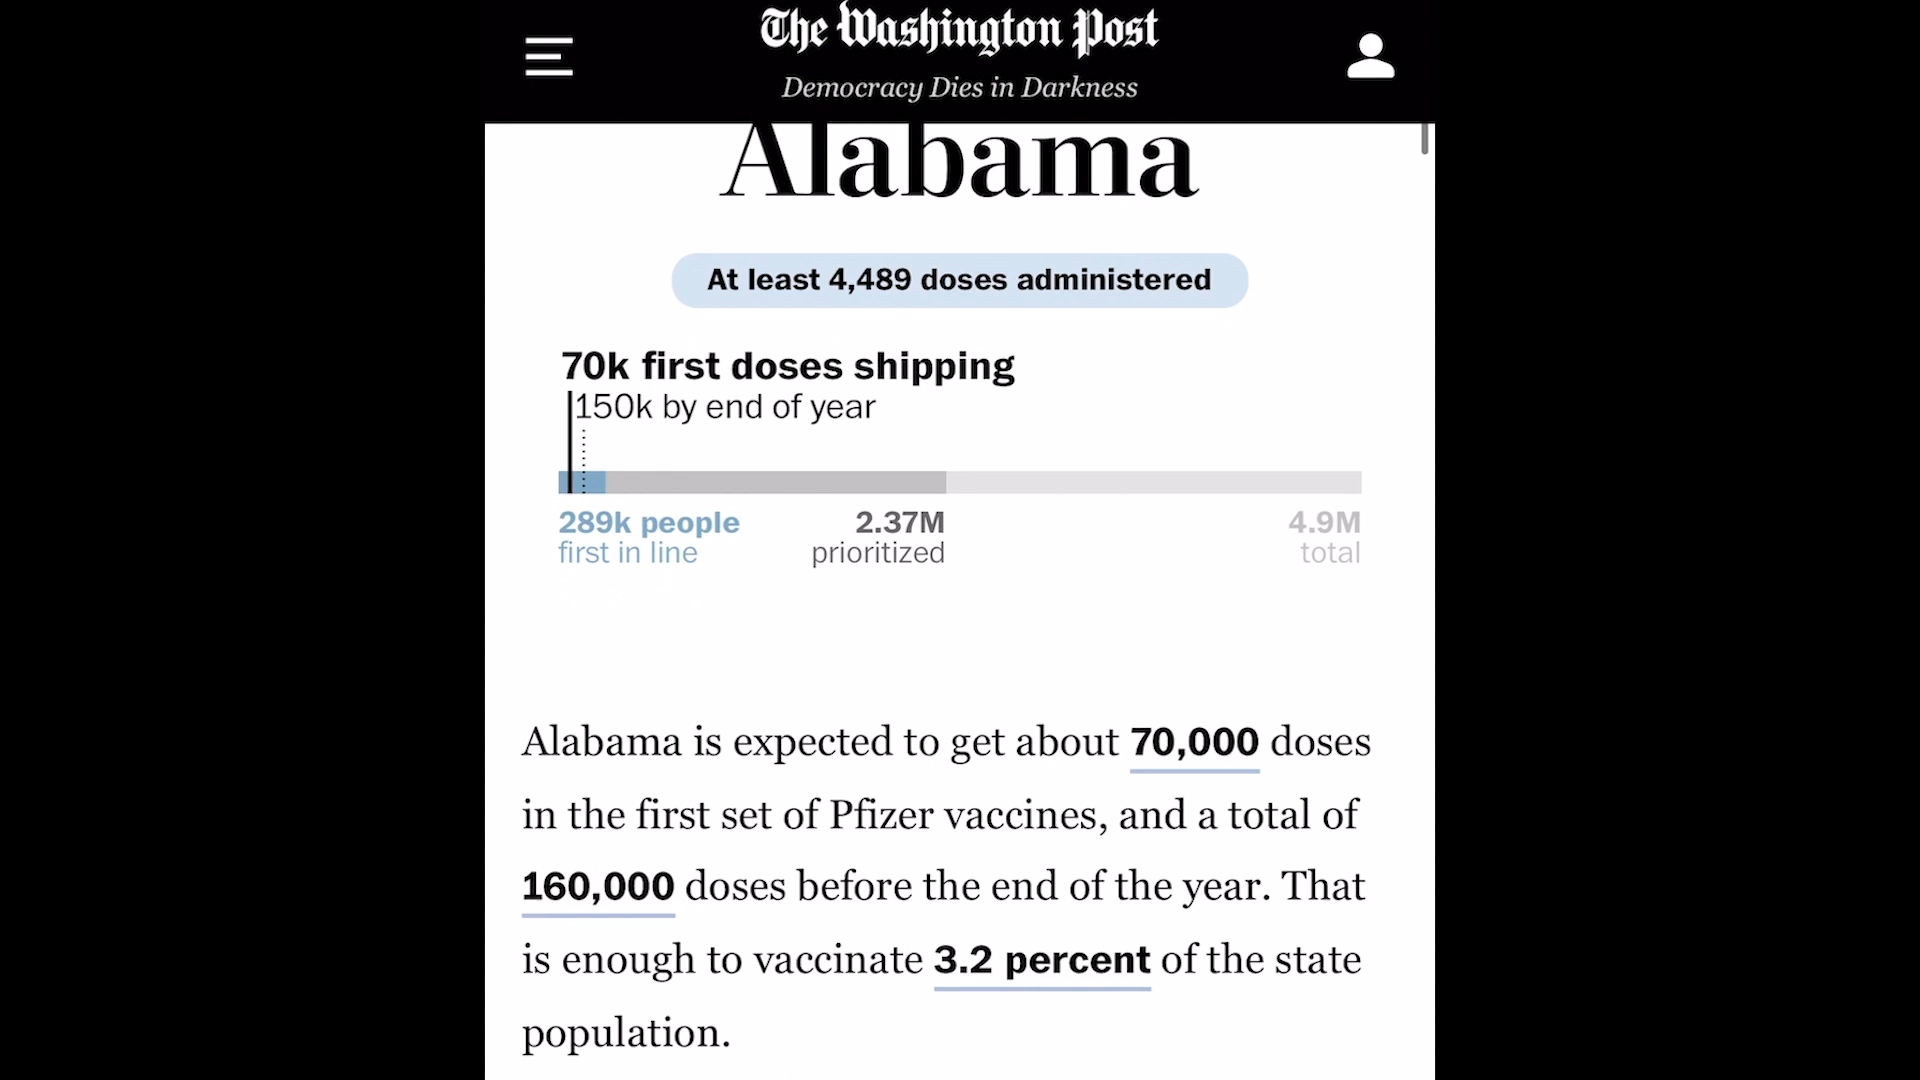 The Washington Post
Democracy Dies in Darkness
Alabama
At least 4,489 doses administered
70k first doses shipping
150k by end of year
289k people
first in line
2.37M
prioritized
4.9M
total
Alabama is expected to get about 70,000 doses
in the first set of Pfizer vaccines, and a total of
160,000 doses before the end of the year. That
is enough to vaccinate 3.2 percent of the state
population.